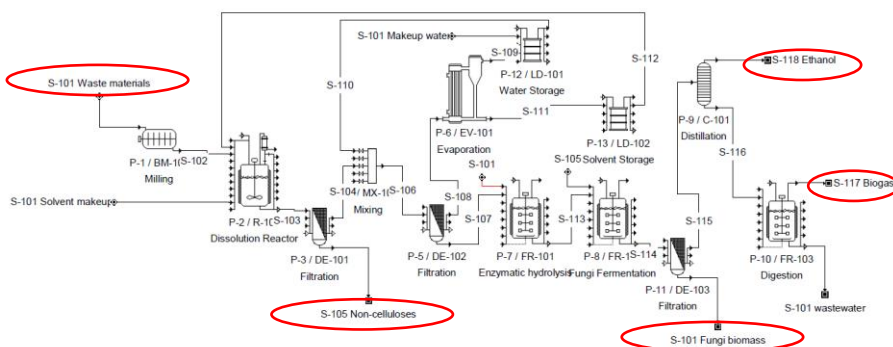 S-101 Makeup water
S-109
P-12 / LD-101
Water Storage
S-112
S-118 Ethanol
S-101 Waste materials
S-110
P-9 / C-101
Distillation
P-6 / EV-101
Evaporation
S-111
P-13 / LD-102
Solvent Storage
S-116
P-1 / BM-10
S-102
Milling
S-101
S-105
S-117 Biogas
S-101 Solvent makeup
S-104
/ MX-10
Mixing
S-106
S-108
S-107
S-113
S-115
P-2 / R-10
S-103
Dissolution Reactor
P-3 / DE-101
Filtration
P-5 / DE-102
Filtration
P-7 / FR-101
Enzymatic hydrolysis
P-8 / FR-1
S-114
Fungi Fermentation
P-11 / DE-103
Filtration
P-10 / FR-103
Digestion
S-101 wastewater
S-105 Non-celluloses
S-101 Fungi biomass